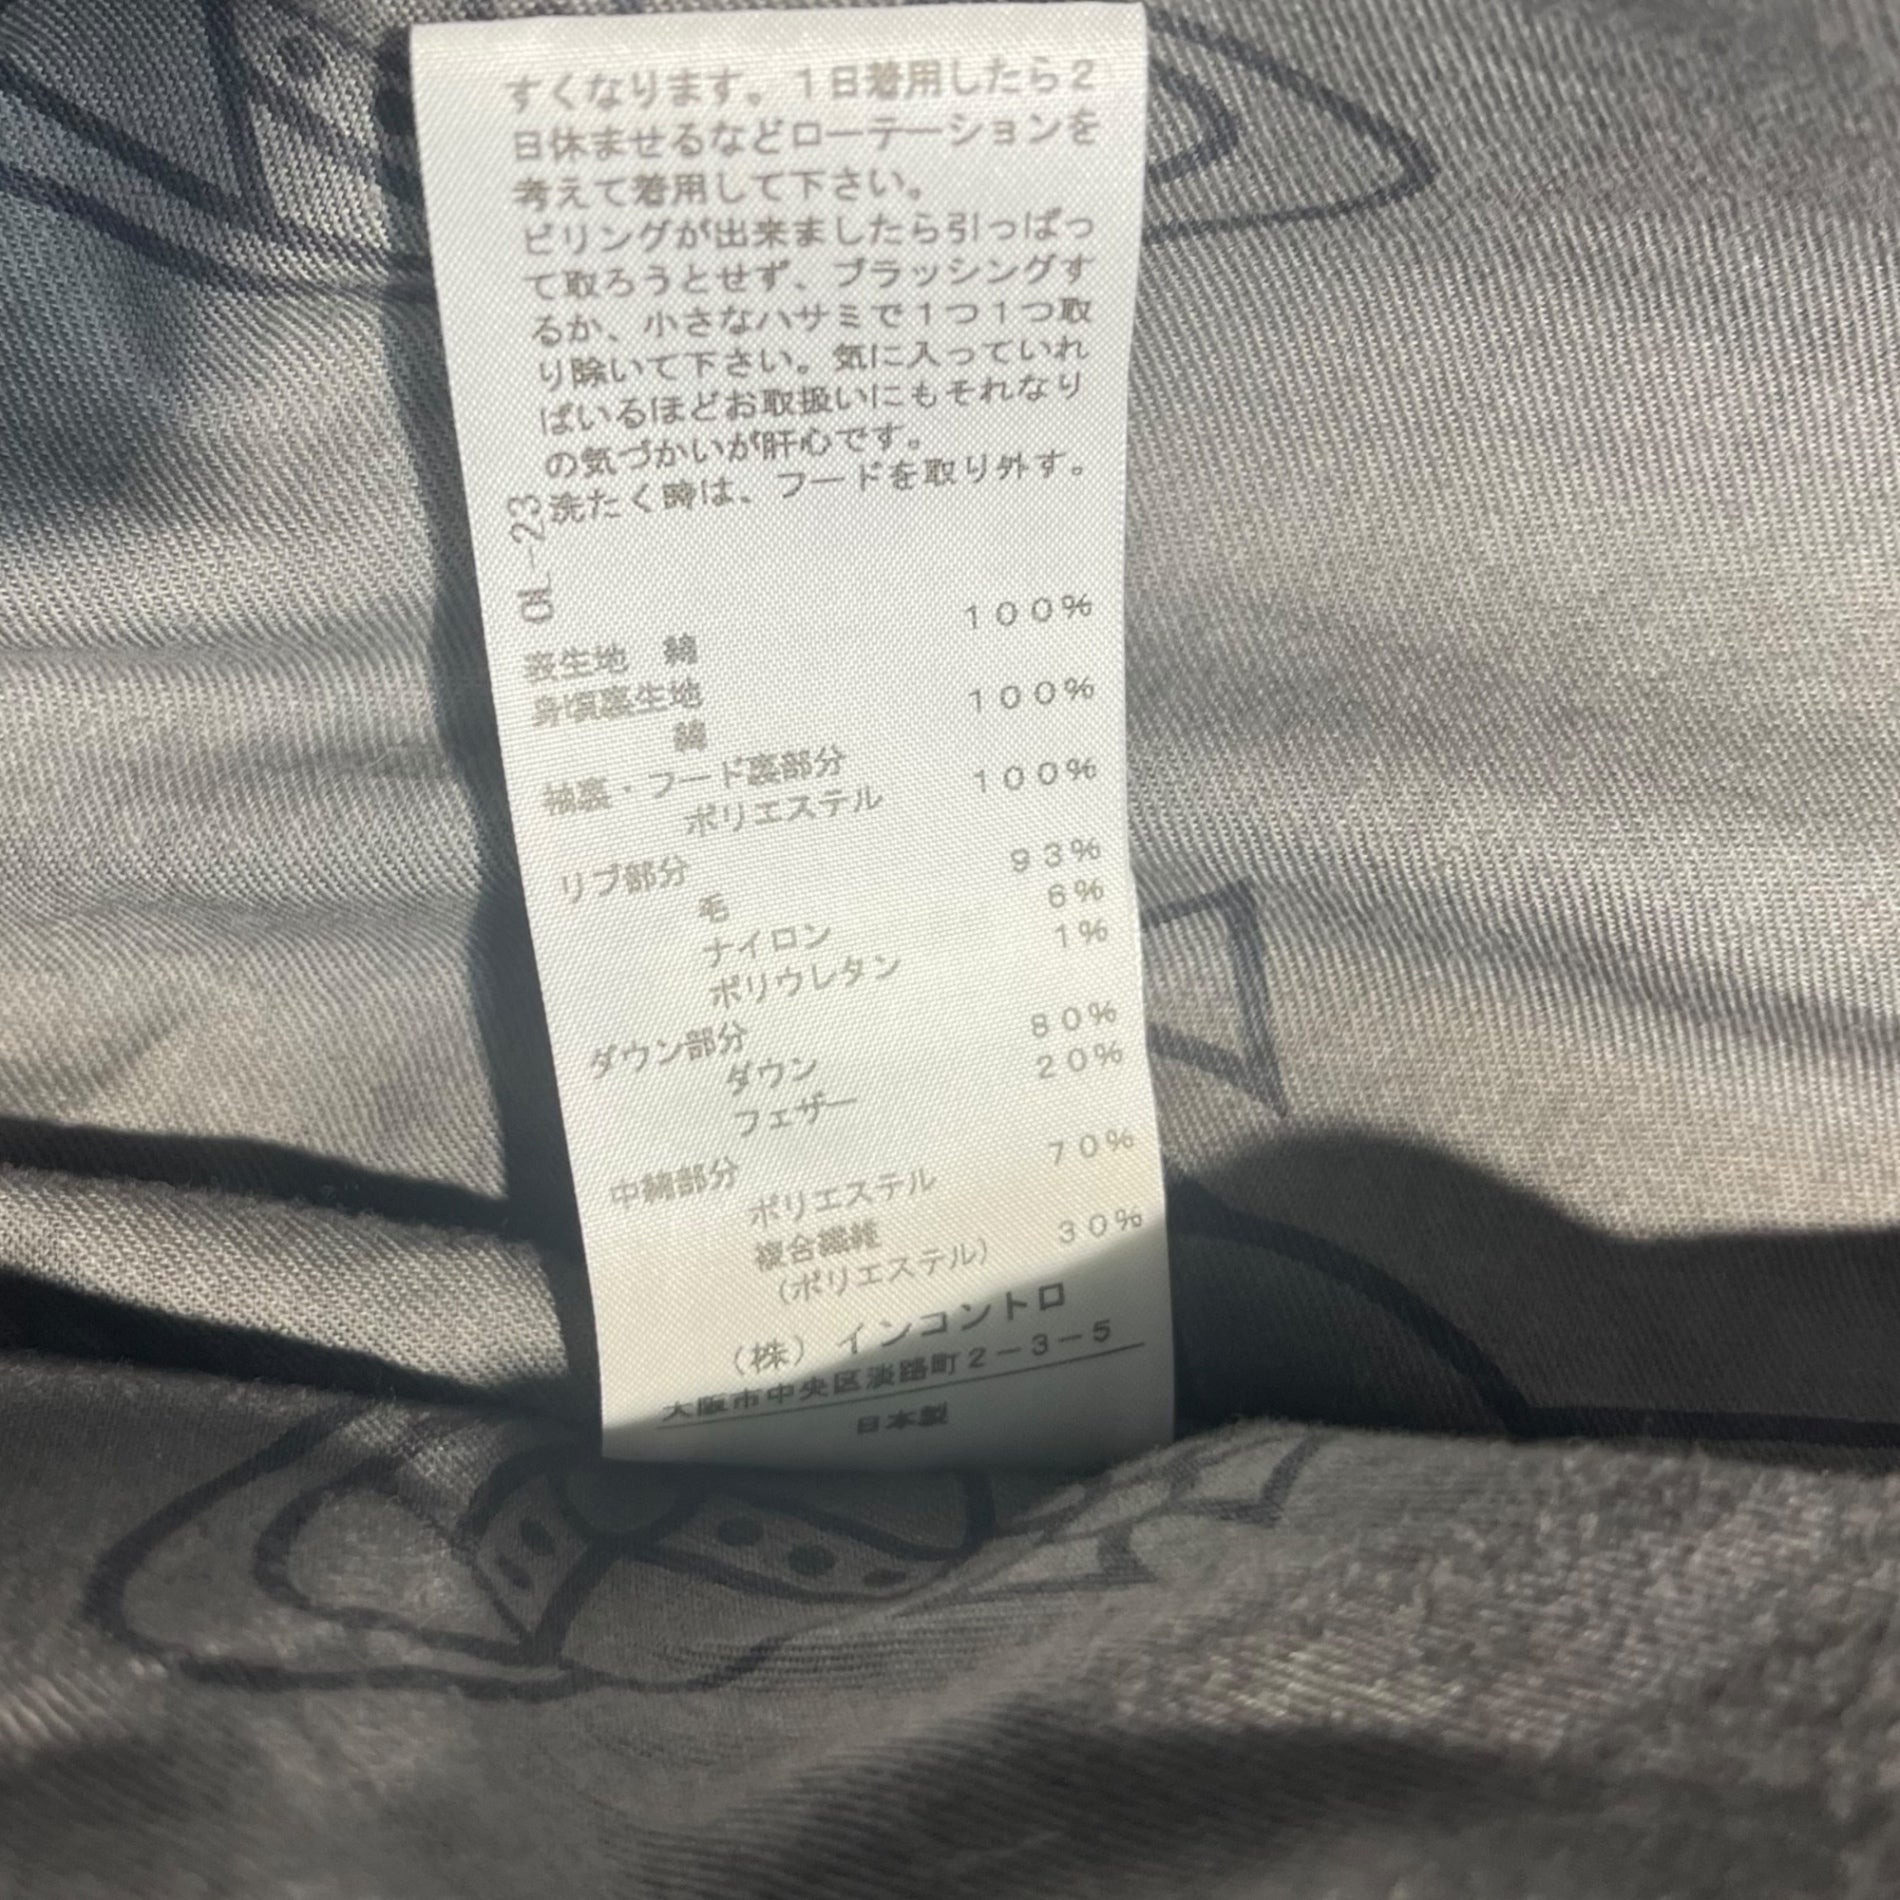 すくなります。1日着用したら2
日休ませるなどローテーションを
考えて着用して下さい。
ピリングが出来ましたら引っぱっ
て取ろうとせず、ブラッシングす
るか、小さなハサミで1つ1つ取
り除いて下さい。気に入っていれ
ばいるほどお取扱いにもそれなり
の気づかいが肝心です。
洗たく時は、フードを取り外す。
OL-23
表生地 綿 100%
身頃裏生地
綿 100%
袖裏・フード裏部分
ポリエステル 100%
リブ部分
毛 93%
ナイロン 6%
ポリウレタン 1%
ダウン部分
ダウン 80%
フェザー 20%
中綿部分
ポリエステル 70%
複合繊維
(ポリエステル) 30%
(株)インコントロ
大阪市中央区淡路町2-3-5
日本製